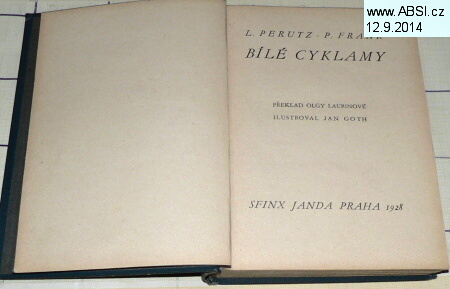 www.ABSI.cz
12.9.2014
L. PERUTZ - P. FRANK
BÍLÉ CYKLAMY
PŘEKLAD OLGY LAURINOVÉ
ILUSTROVAL JAN GOTH
SFINX JANDA PRAHA 1928